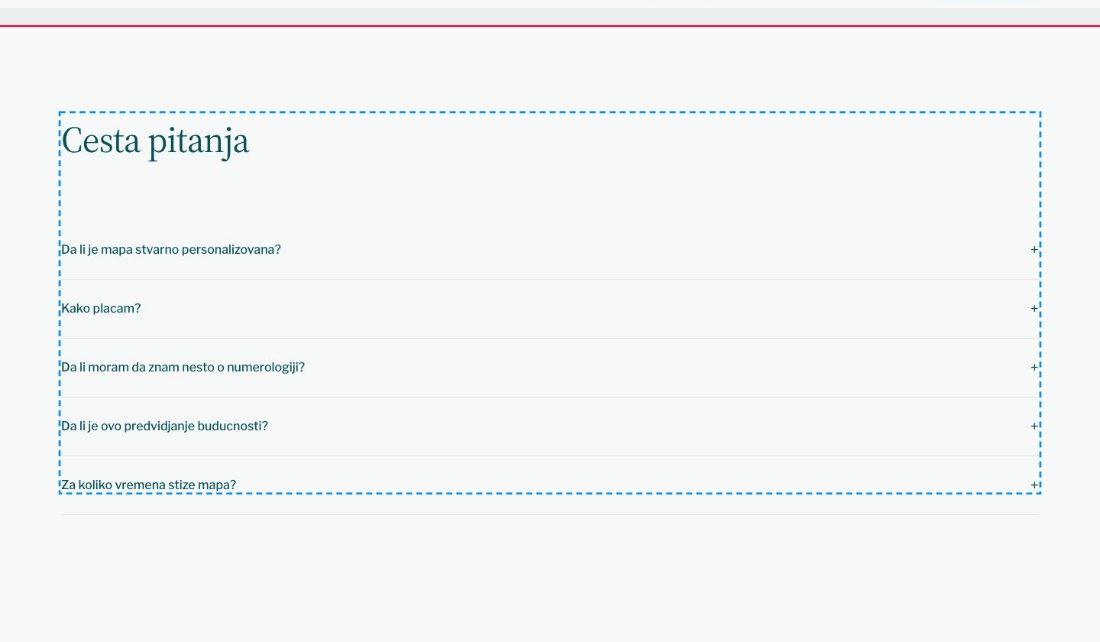 Cesta pitanja
Da li je mapa stvarno personalizovana? +
Kako placam? +
Da li moram da znam nesto o numerologiji? +
Da li je ovo predvidjanje buducnosti? +
Za koliko vremena stize mapa? +